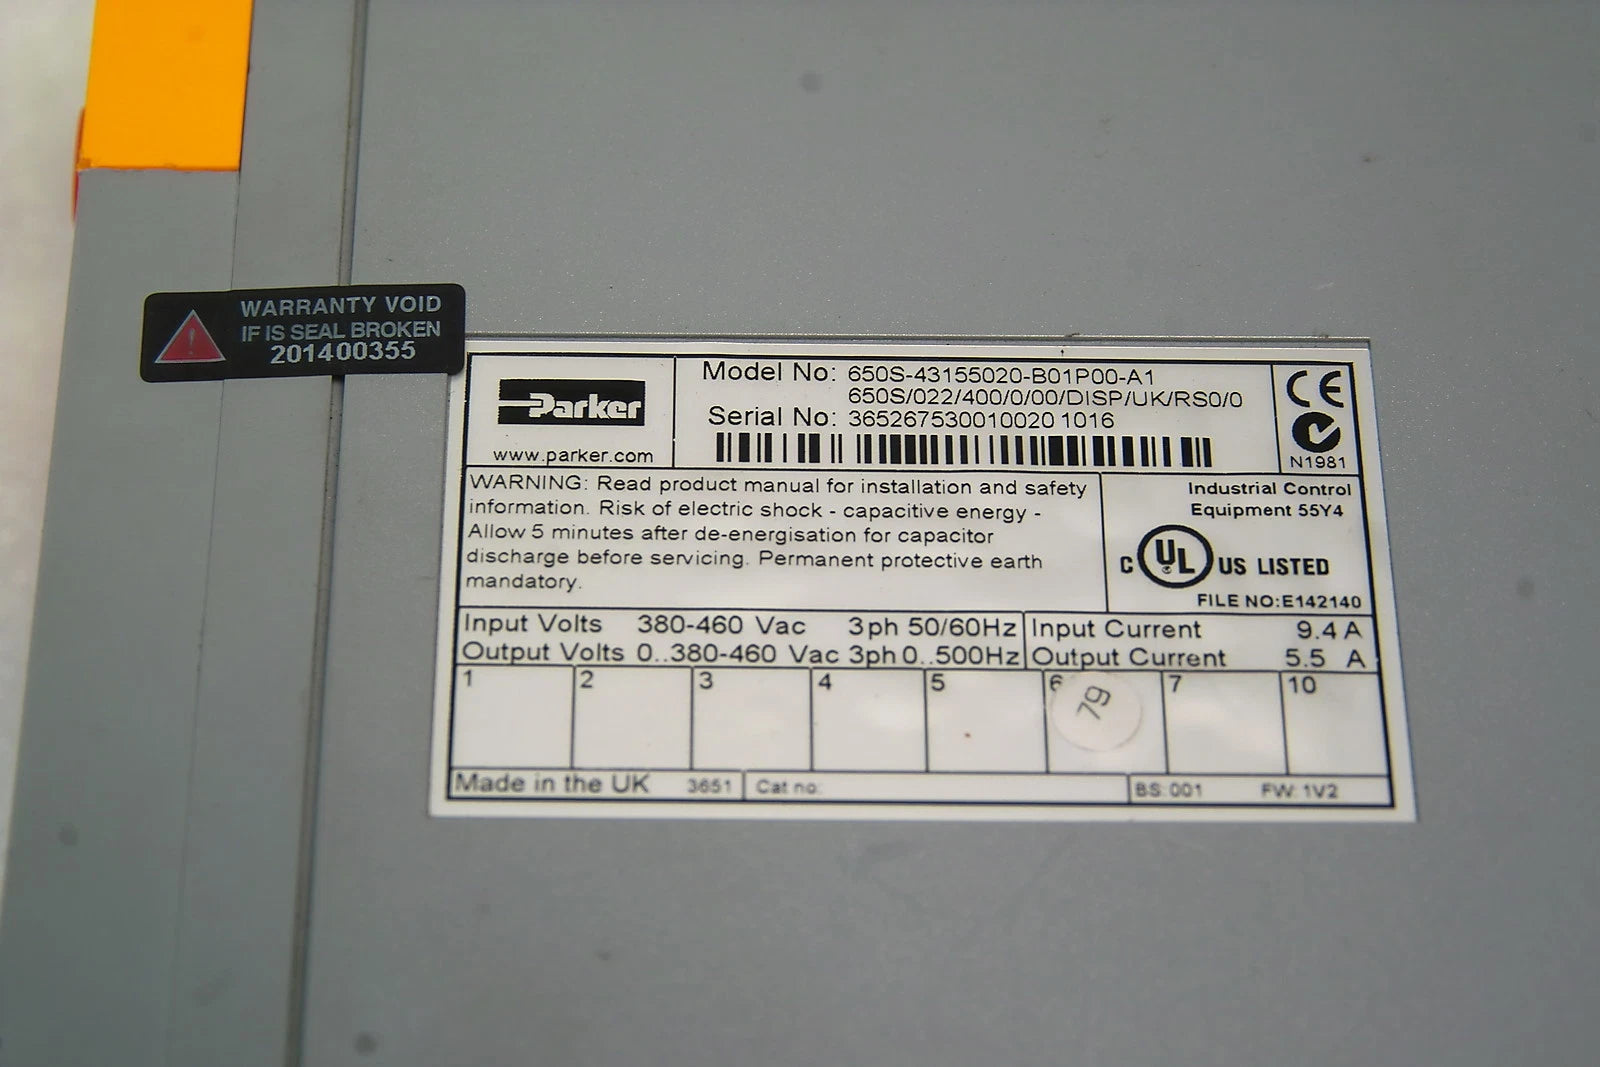 WARRANTY VOID
IF IS SEAL BROKEN
201400355
Parker
www.parker.com
Model No: 650S-43155020-B01P00-A1
650S/022/400/0/00/DISP/UK/RS0/0
Serial No: 365267530010020 1016
CE
N1981
WARNING: Read product manual for installation and safety
information. Risk of electric shock - capacitive energy -
Allow 5 minutes after de-energisation for capacitor
discharge before servicing. Permanent protective earth
mandatory.
Industrial Control
Equipment 55Y4
C UL US LISTED
FILE NO:E142140
Input Volts 380-460 Vac 3ph 50/60Hz Input Current 9.4 A
Output Volts 0..380-460 Vac 3ph 0..500Hz Output Current 5.5 A
1 2 3 4 5 6 7 10
79
Made in the UK 3651 Cat no: BS: 001 FW: 1V2